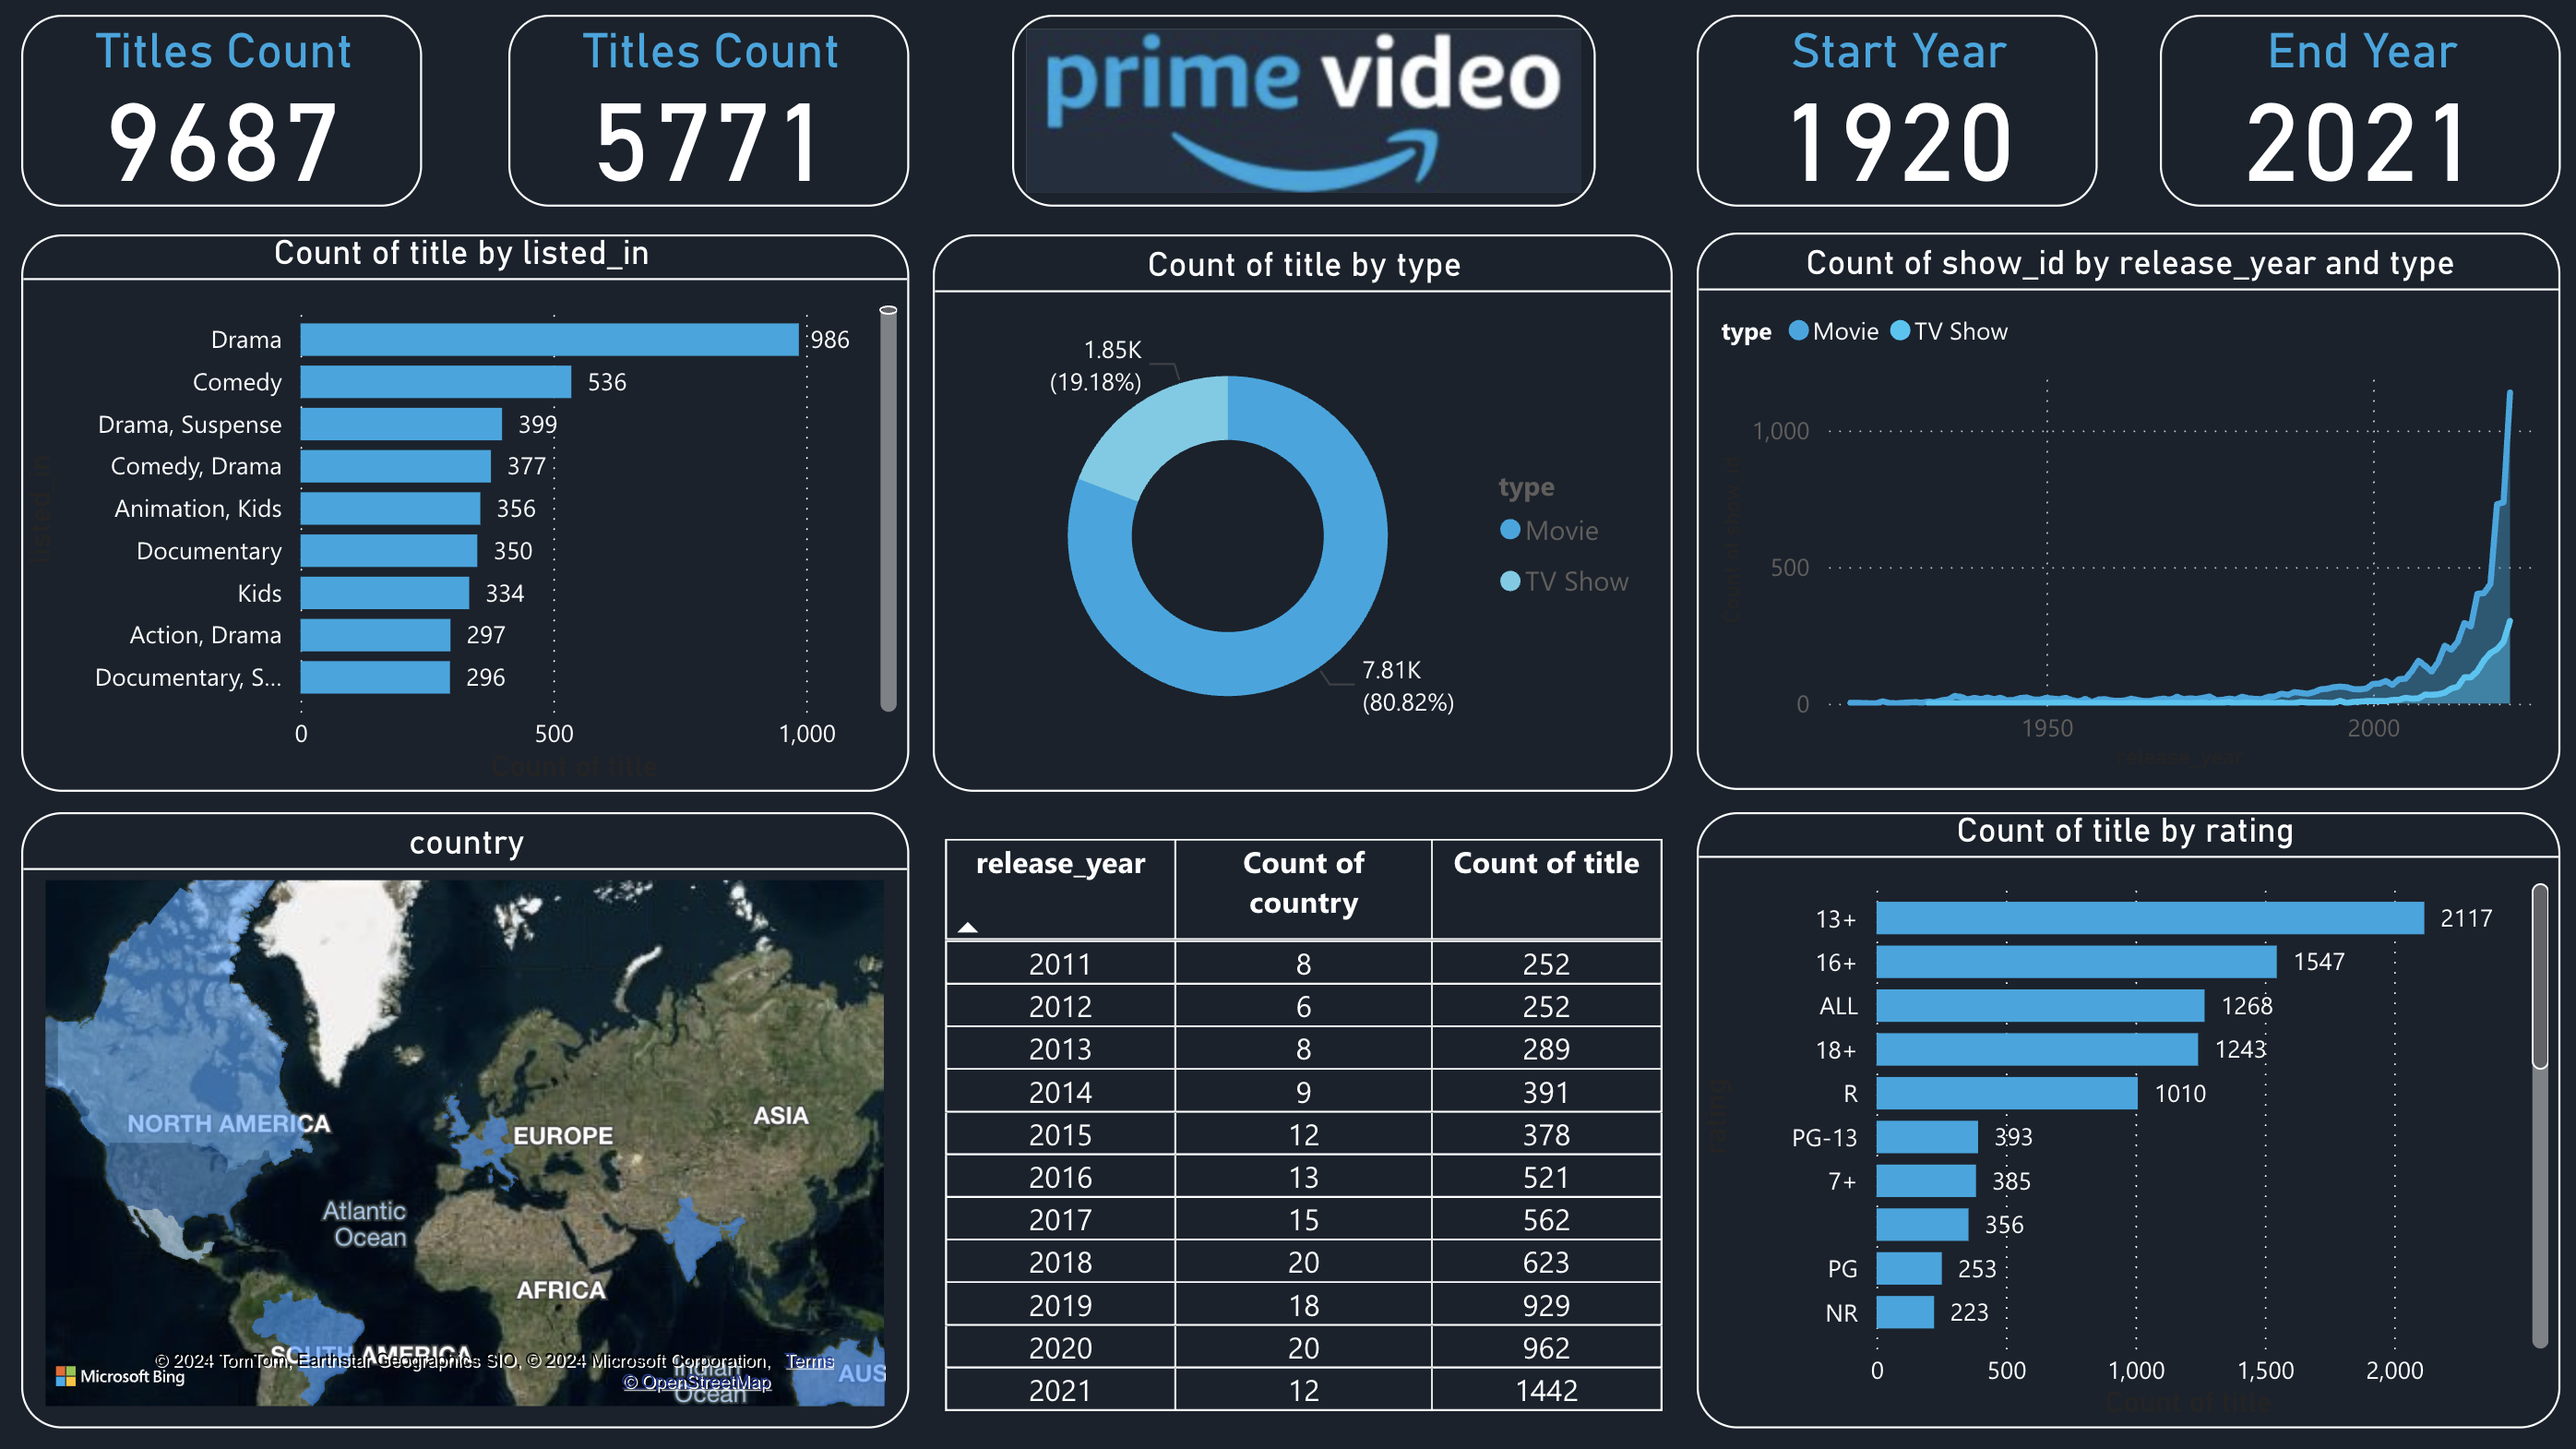 Titles Count
9687
Titles Count
5771
prime video
Start Year
1920
End Year
2021
Count of title by listed_in
listed_in
Drama
986
Comedy
536
Drama, Suspense
399
Comedy, Drama
377
Animation, Kids
356
Documentary
350
Kids
334
Action, Drama
297
Documentary, S...
296
0
500
1,000
Count of title
Count of title by type
1.85K
(19.18%)
7.81K
(80.82%)
type
Movie
TV Show
Count of show_id by release_year and type
type Movie TV Show
Count of show_id
1,000
500
0
1950
2000
release_year
country
NORTH AMERICA
EUROPE
ASIA
Atlantic
Ocean
AFRICA
SOUTH AMERICA
AUS
Indian
Ocean
Microsoft Bing
© 2024 TomTom, Earthstar Geographics SIO, © 2024 Microsoft Corporation, Terms
© OpenStreetMap
release_year Count of country Count of title
2011 8 252
2012 6 252
2013 8 289
2014 9 391
2015 12 378
2016 13 521
2017 15 562
2018 20 623
2019 18 929
2020 20 962
2021 12 1442
Count of title by rating
rating
13+
2117
16+
1547
ALL
1268
18+
1243
R
1010
PG-13
393
7+
385
356
PG
253
NR
223
0
500
1,000
1,500
2,000
Count of title